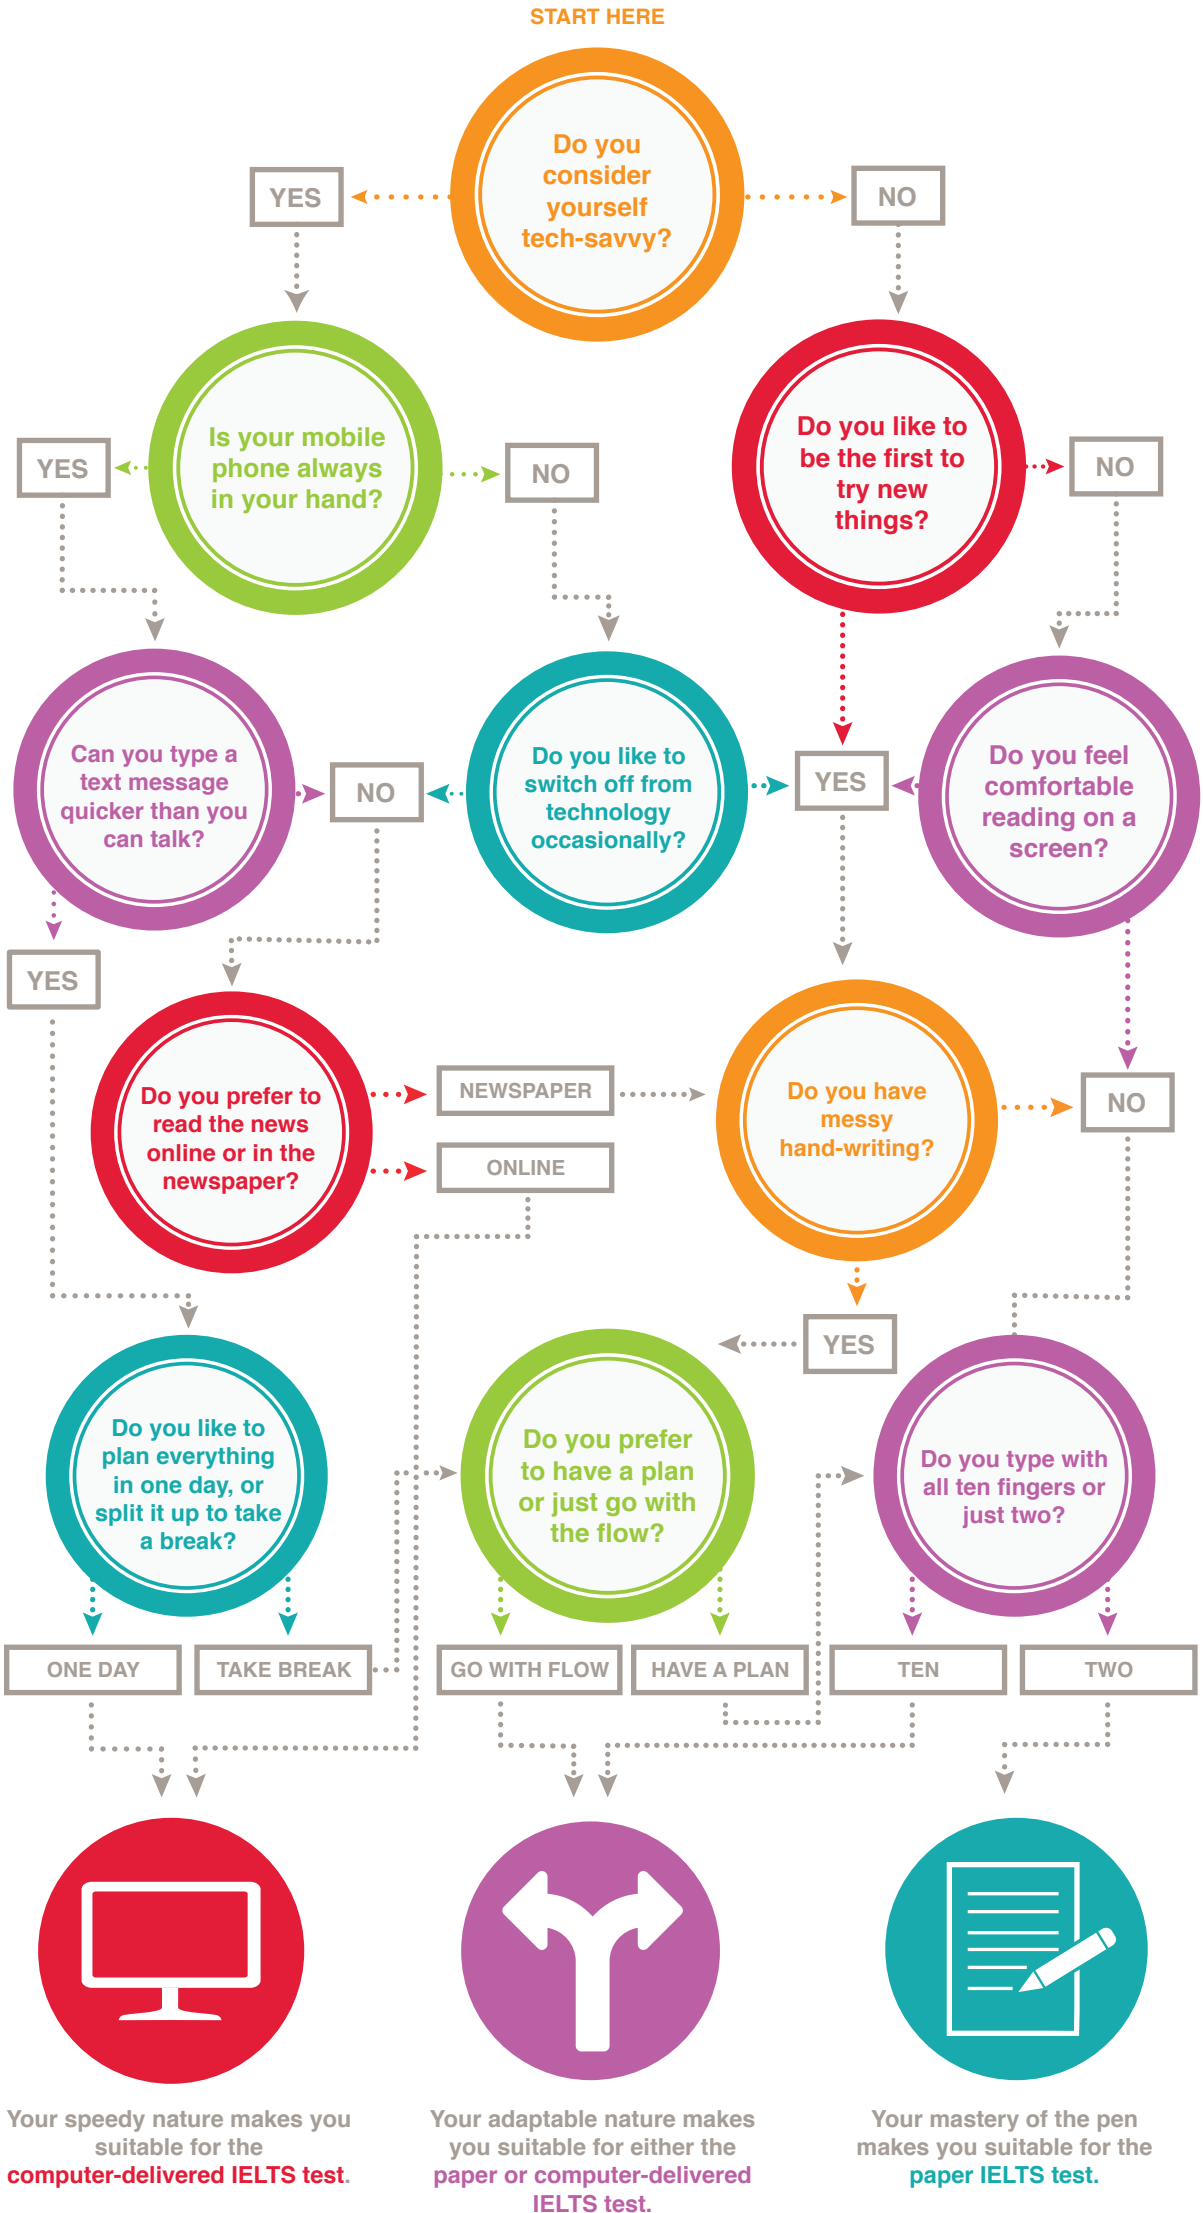 START HERE
Do you
consider
yourself
tech-savvy?
YES
NO
Is your mobile
phone always
in your hand?
YES
NO
Do you like to
be the first to
try new
things?
NO
Can you type a
text message
quicker than you
can talk?
NO
Do you like to
switch off from
technology
occasionally?
YES
Do you feel
comfortable
reading on a
screen?
YES
Do you prefer to
read the news
online or in the
newspaper?
NEWSPAPER
ONLINE
Do you have
messy
hand-writing?
NO
YES
Do you like to
plan everything
in one day, or
split it up to take
a break?
Do you prefer
to have a plan
or just go with
the flow?
Do you type with
all ten fingers or
just two?
ONE DAY
TAKE BREAK
GO WITH FLOW
HAVE A PLAN
TEN
TWO
Your speedy nature makes you
suitable for the
computer-delivered IELTS test.
Your adaptable nature makes
you suitable for either the
paper or computer-delivered
IELTS test.
Your mastery of the pen
makes you suitable for the
paper IELTS test.